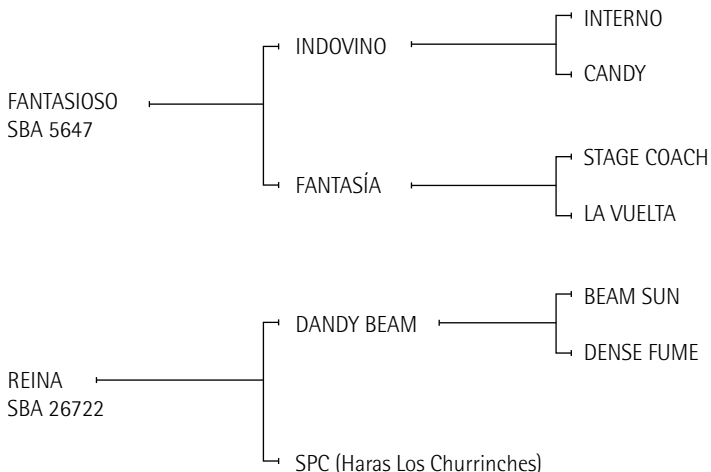 INTERNO
INDOVINO
CANDY
FANTASIOSO
SBA 5647
STAGE COACH
FANTASÍA
LA VUELTA
BEAM SUN
DANDY BEAM
DENSE FUME
REINA
SBA 26722
SPC (Haras Los Churrinches)